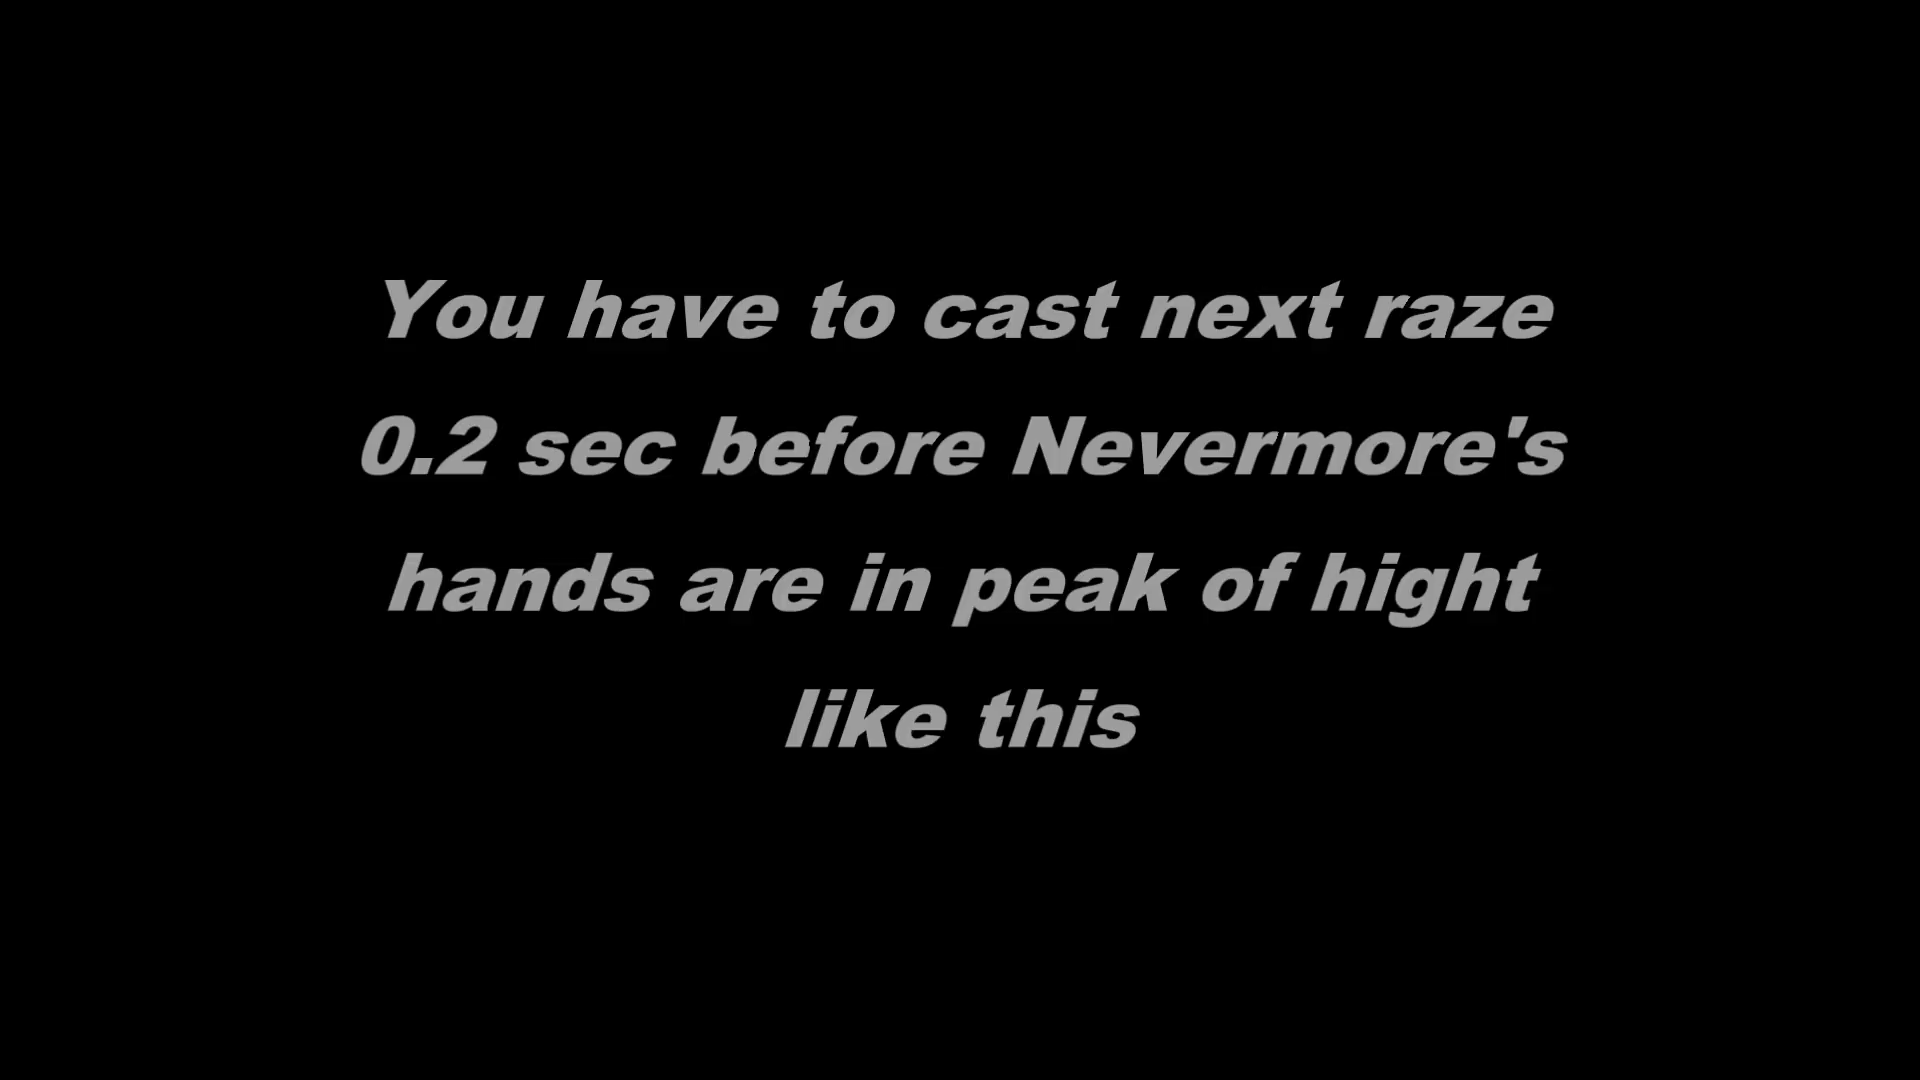 You have to cast next raze
0.2 sec before Nevermore's
hands are in peak of hight
like this